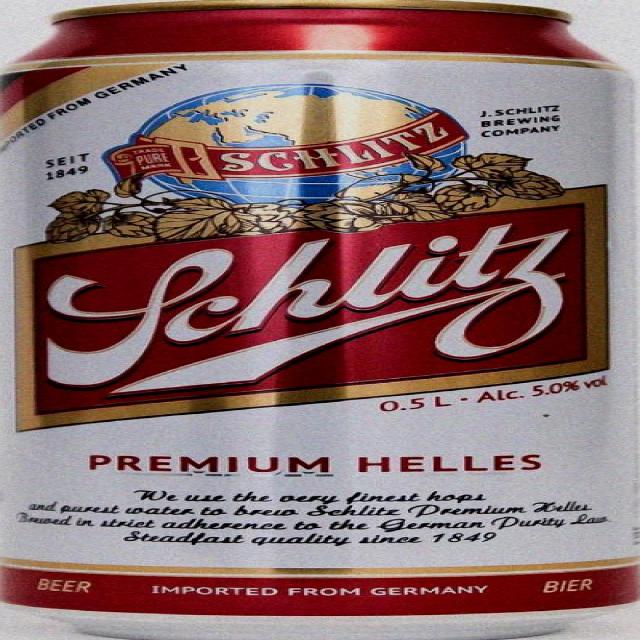 IMPORTED FROM GERMANY
SEIT
1849
TRADE
PURE
MARK
SCHLITZ
J. SCHLITZ
BREWING
COMPANY
Schlitz
0.5 L - Alc. 5.0% vol
PREMIUM HELLES
We use the very finest hops
and purest water to brew Schlitz Premium Helles
Brewed in strict adherence to the German Purity Law
Steadfast quality since 1849
BEER
IMPORTED FROM GERMANY
BIER